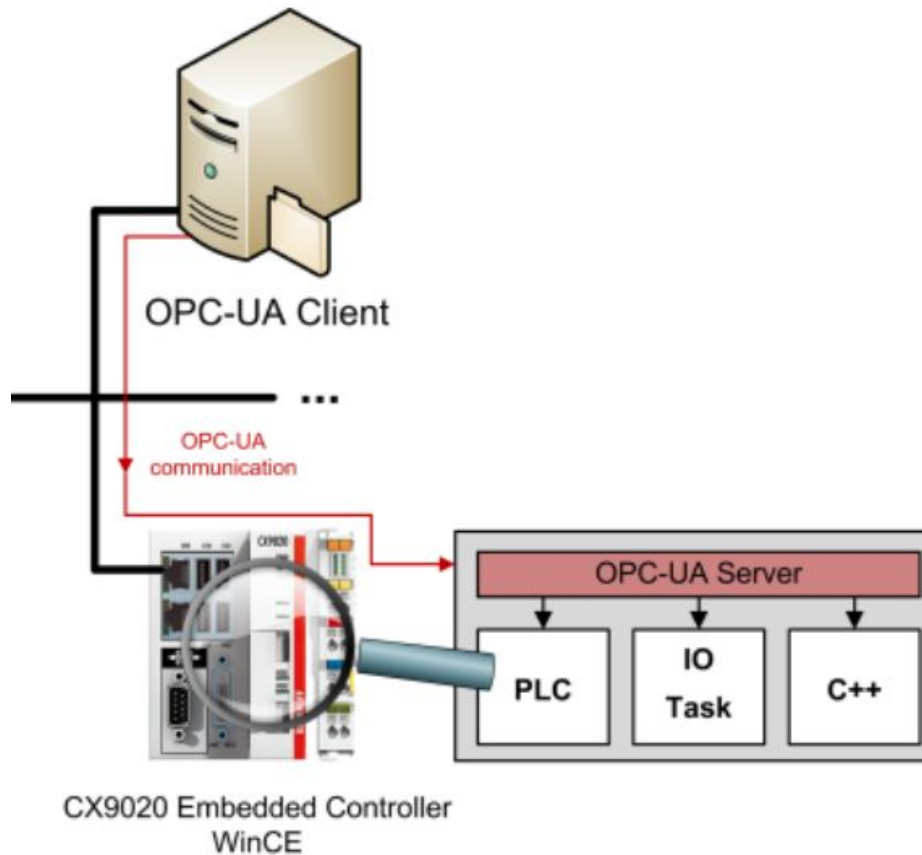 OPC-UA Client
...
OPC-UA
communication
CX9020
OPC-UA Server
PLC
IO
Task
C++
CX9020 Embedded Controller
WinCE